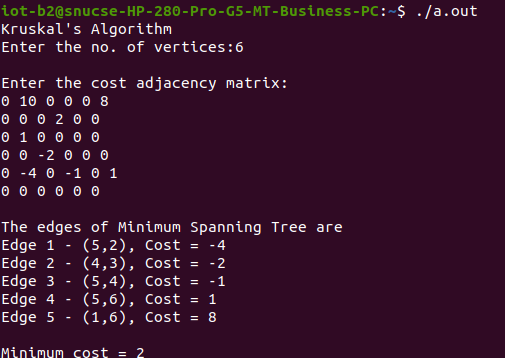 iot-b2@snucse-HP-280-Pro-G5-MT-Business-PC:~$ ./a.out
Kruskal's Algorithm
Enter the no. of vertices:6
Enter the cost adjacency matrix:
0 10 0 0 0 8
0 0 0 2 0 0
0 1 0 0 0 0
0 0 -2 0 0 0
0 -4 0 -1 0 1
0 0 0 0 0 0
The edges of Minimum Spanning Tree are
Edge 1 - (5,2), Cost = -4
Edge 2 - (4,3), Cost = -2
Edge 3 - (5,4), Cost = -1
Edge 4 - (5,6), Cost = 1
Edge 5 - (1,6), Cost = 8
Minimum cost = 2